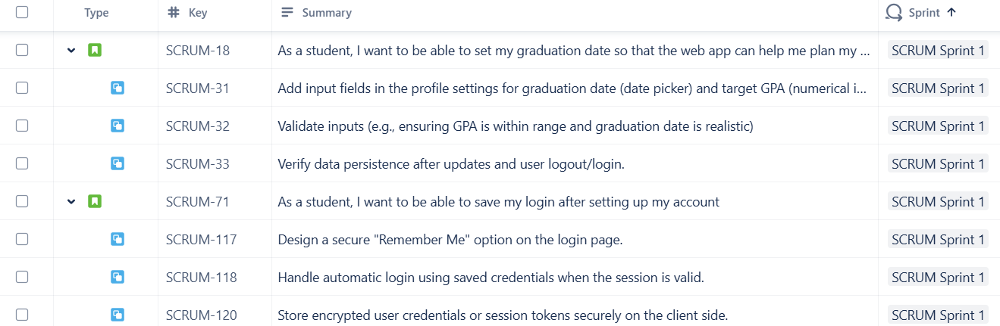 Type # Key Summary Sprint ↑
SCRUM-18 As a student, I want to be able to set my graduation date so that the web app can help me plan my ... SCRUM Sprint 1
SCRUM-31 Add input fields in the profile settings for graduation date (date picker) and target GPA (numerical i... SCRUM Sprint 1
SCRUM-32 Validate inputs (e.g., ensuring GPA is within range and graduation date is realistic) SCRUM Sprint 1
SCRUM-33 Verify data persistence after updates and user logout/login. SCRUM Sprint 1
SCRUM-71 As a student, I want to be able to save my login after setting up my account SCRUM Sprint 1
SCRUM-117 Design a secure "Remember Me" option on the login page. SCRUM Sprint 1
SCRUM-118 Handle automatic login using saved credentials when the session is valid. SCRUM Sprint 1
SCRUM-120 Store encrypted user credentials or session tokens securely on the client side. SCRUM Sprint 1